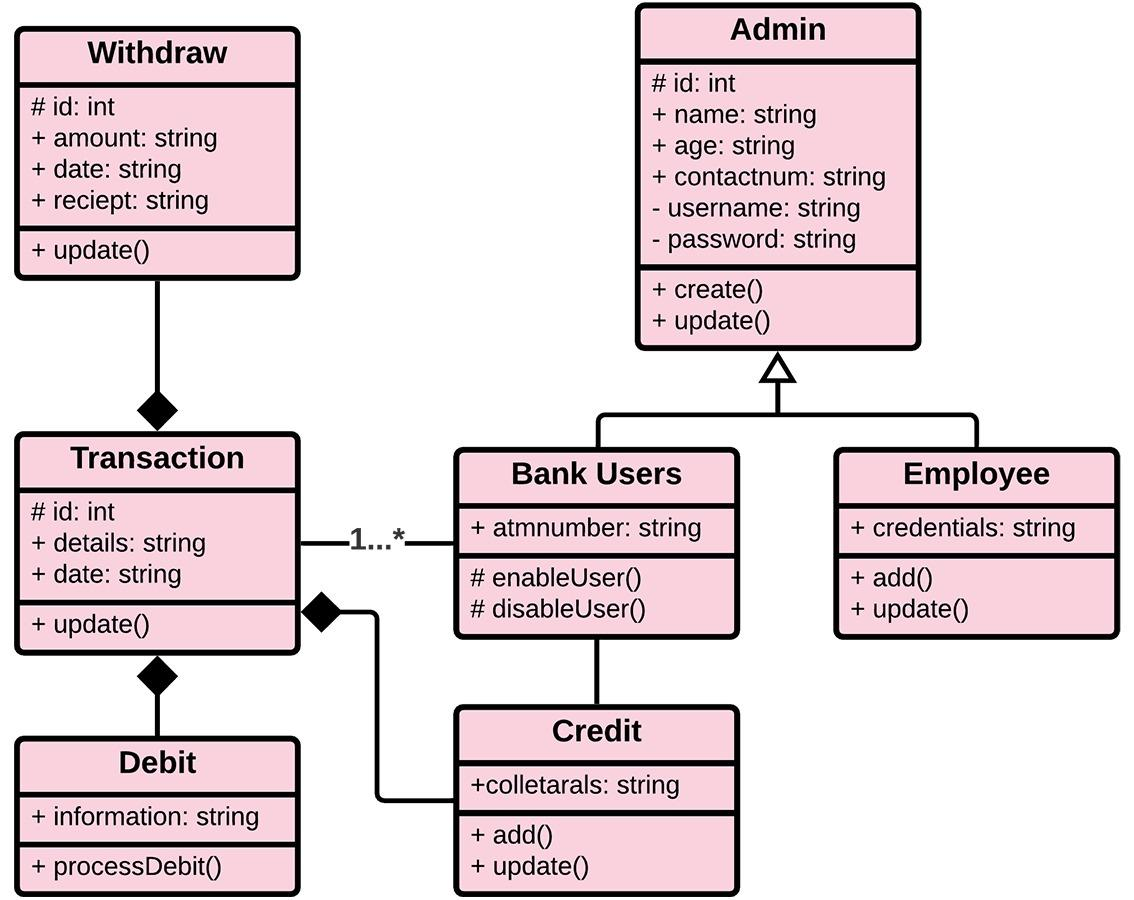 Withdraw
# id: int
+ amount: string
+ date: string
+ reciept: string
+ update()
Admin
# id: int
+ name: string
+ age: string
+ contactnum: string
- username: string
- password: string
+ create()
+ update()
Transaction
# id: int
+ details: string
+ date: string
+ update()
1...*
Bank Users
+ atmnumber: string
# enableUser()
# disableUser()
Employee
+ credentials: string
+ add()
+ update()
Debit
+ information: string
+ processDebit()
Credit
+colletarals: string
+ add()
+ update()